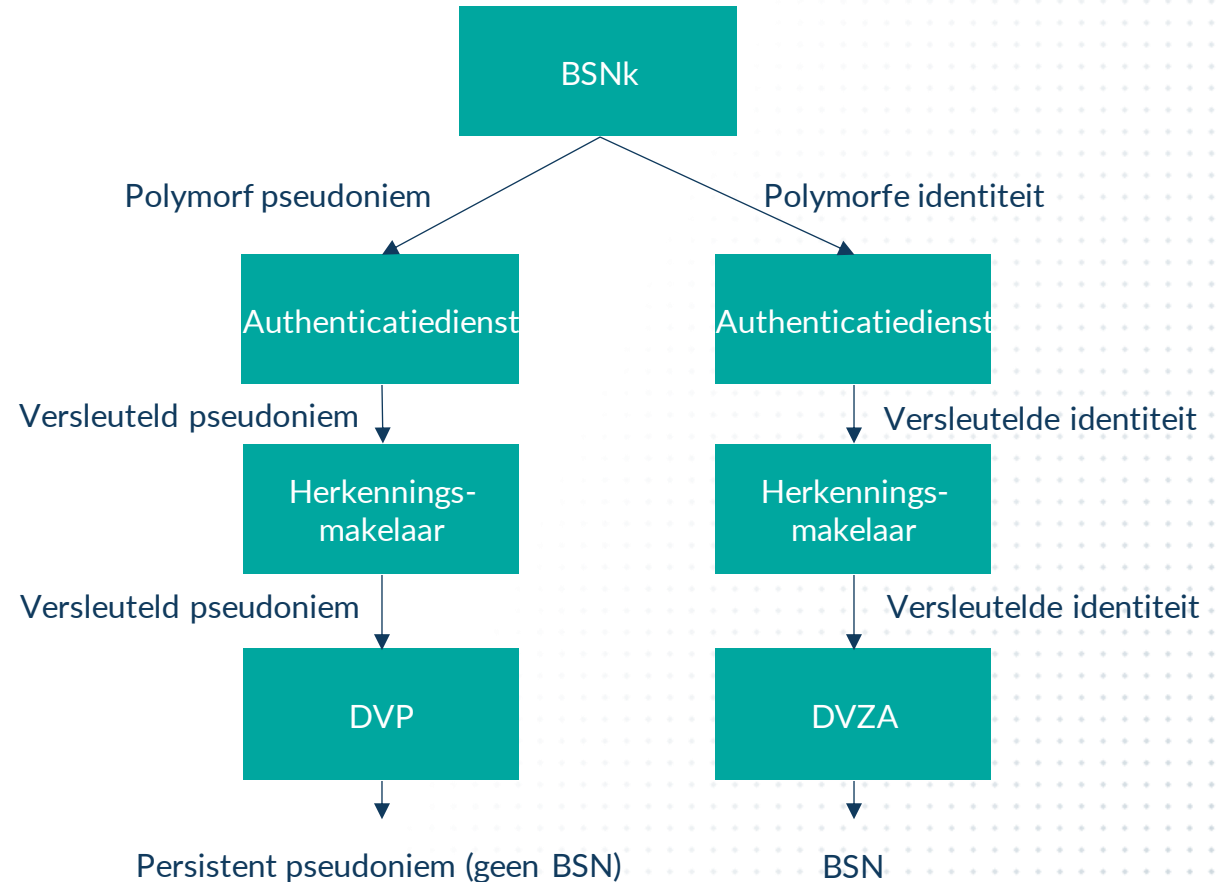 BSNk
Polymorf pseudoniem
Polymorfe identiteit
Authenticatiedienst
Authenticatiedienst
Versleuteld pseudoniem
Versleutelde identiteit
Herkennings-
makelaar
Herkennings-
makelaar
Versleuteld pseudoniem
Versleutelde identiteit
DVP
DVZA
Persistent pseudoniem (geen BSN)
BSN